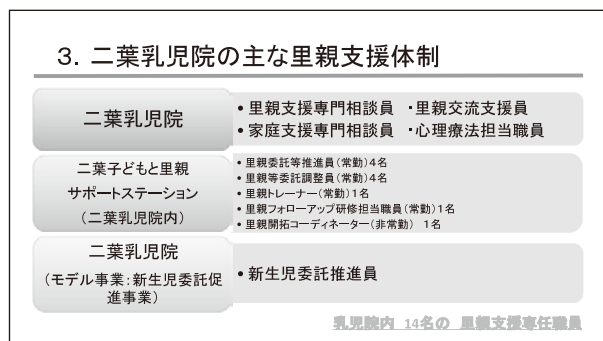 3．二葉乳児院の主な里親支援体制
二葉乳児院
• 里親支援専門相談員 ・里親交流支援員
• 家庭支援専門相談員 ・心理療法担当職員
二葉子どもと里親
サポートステーション
（二葉乳児院内）
• 里親委託等推進員（常勤）４名
• 里親等委託調整員（常勤）４名
• 里親トレーナー（常勤）１名
• 里親フォローアップ研修担当職員（常勤）１名
• 里親開拓コーディネーター（非常勤） １名
二葉乳児院
（モデル事業：新生児委託促
進事業）
• 新生児委託推進員
乳児院内 14名の 里親支援専任職員